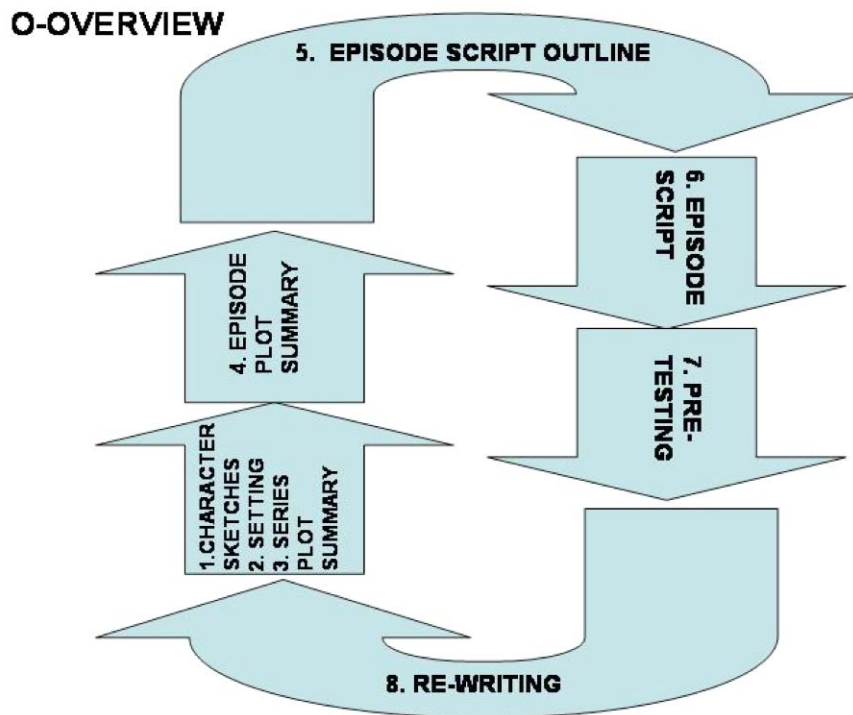 O-OVERVIEW
5. EPISODE SCRIPT OUTLINE
6. EPISODE
SCRIPT
7. PRE-
TESTING
8. RE-WRITING
1.CHARACTER
SKETCHES
2. SETTING
3. SERIES
PLOT
SUMMARY
4. EPISODE
PLOT
SUMMARY